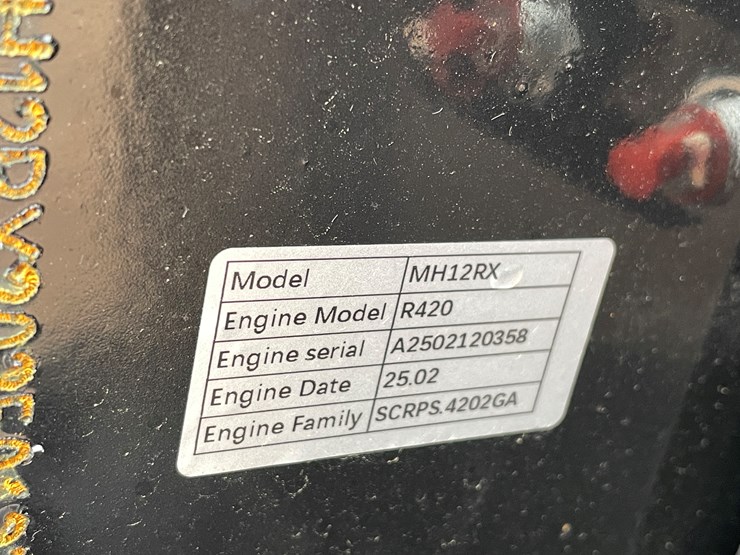 Model MH12RX
Engine Model R420
Engine serial A2502120358
Engine Date 25.02
Engine Family SCRPS.4202GA